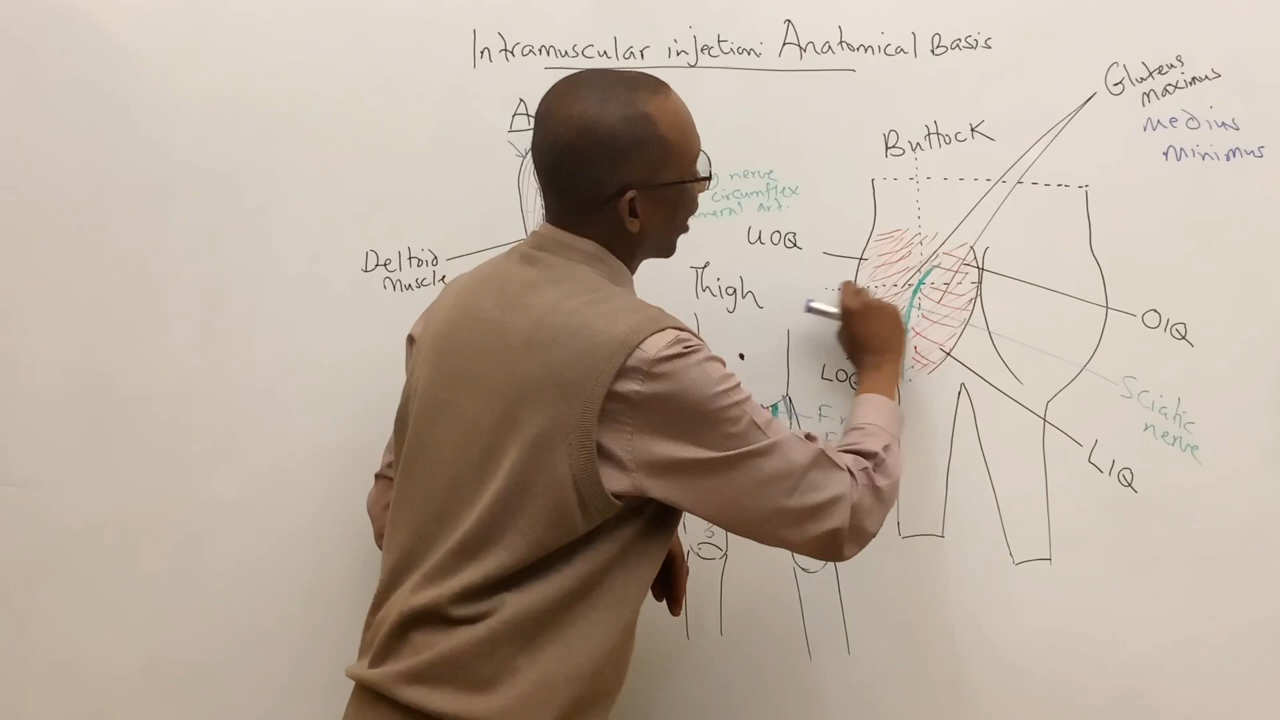 Intramuscular injection: Anatomical Basis
A
nerve
circumflex
art.
Deltoid
Muscle
Thigh
F.
Buttock
Gluteus
maximus
medius
minimus
UOQ
OIQ
LOQ
LIQ
Sciatic
nerve